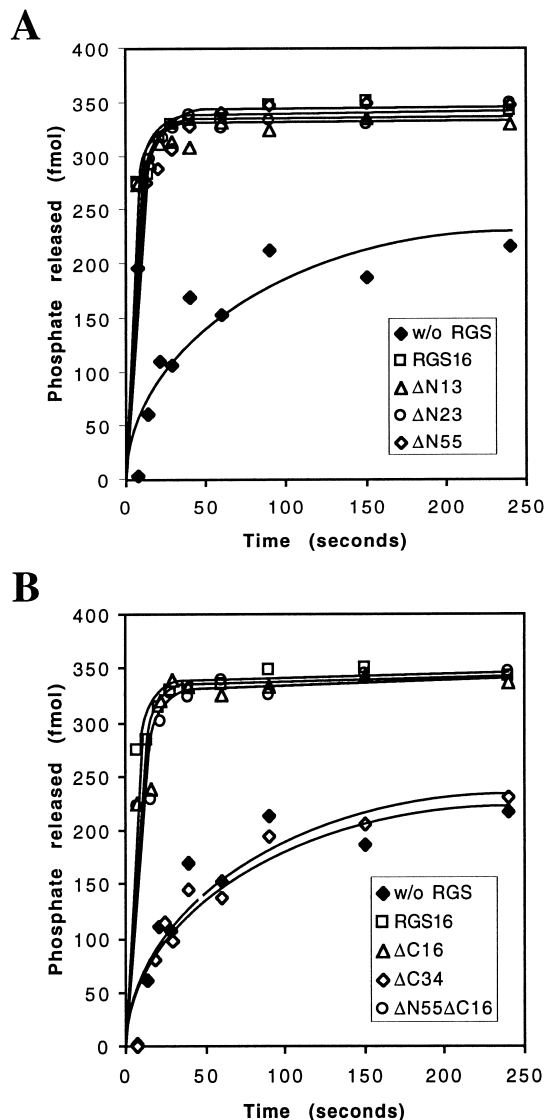 A
400
350
300
250
200
150
100
50
0
Phosphate released (fmol)
0 50 100 150 200 250
Time (seconds)
w/o RGS
RGS16
ΔN13
ΔN23
ΔN55
B
400
350
300
250
200
150
100
50
0
Phosphate released (fmol)
0 50 100 150 200 250
Time (seconds)
w/o RGS
RGS16
ΔC16
ΔC34
ΔN55ΔC16